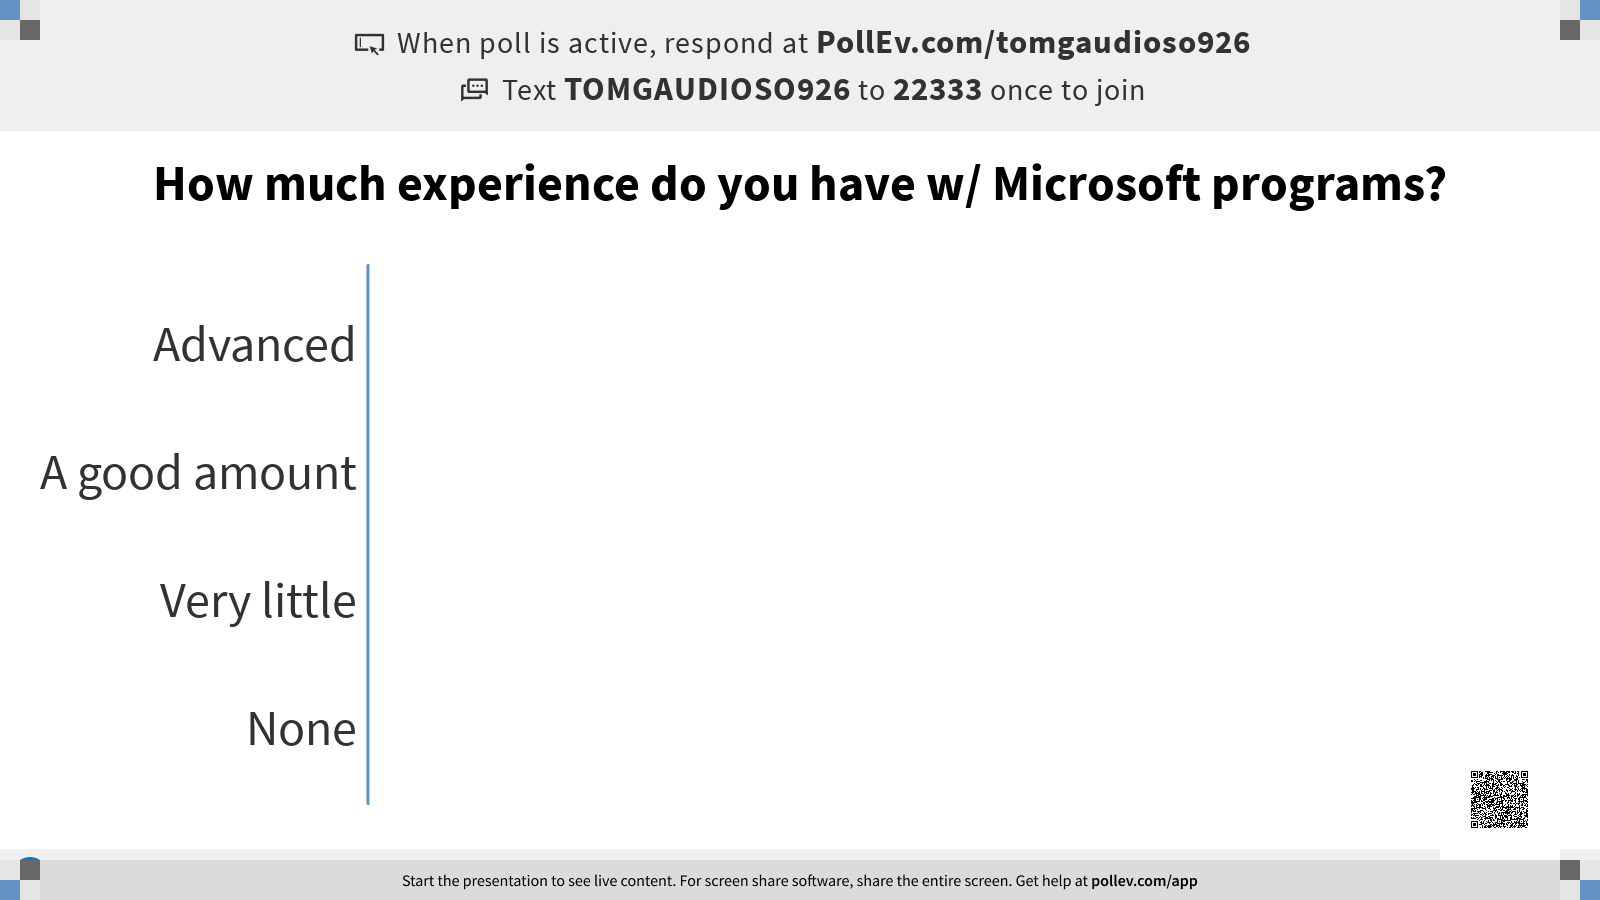 When poll is active, respond at PollEv.com/tomgaudioso926
Text TOMGAUDIOSO926 to 22333 once to join
How much experience do you have w/ Microsoft programs?
Advanced
A good amount
Very little
None
Start the presentation to see live content. For screen share software, share the entire screen. Get help at pollev.com/app